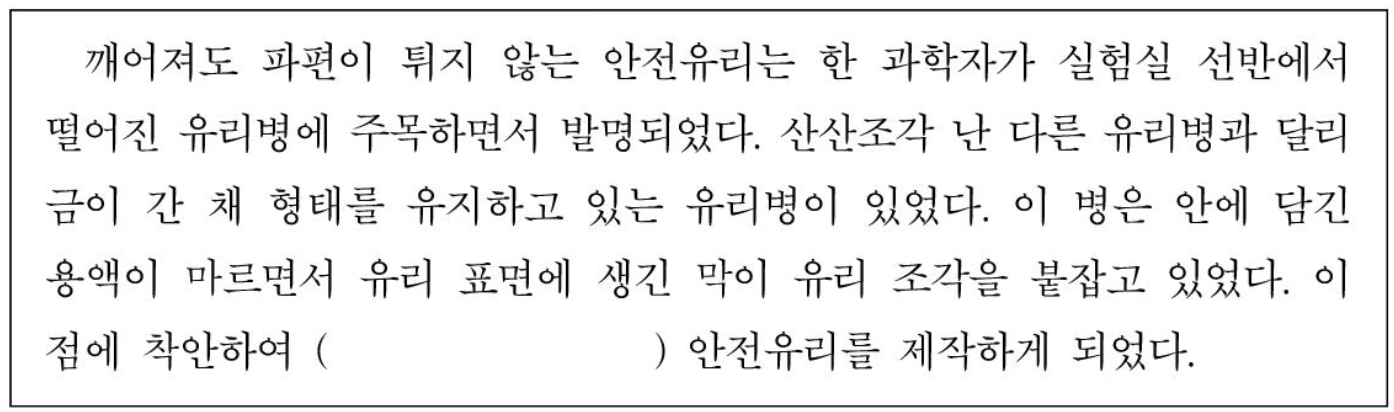 깨어져도 파편이 튀지 않는 안전유리는 한 과학자가 실험실 선반에서
떨어진 유리병에 주목하면서 발명되었다. 산산조각 난 다른 유리병과 달리
금이 간 채 형태를 유지하고 있는 유리병이 있었다. 이 병은 안에 담긴
용액이 마르면서 유리 표면에 생긴 막이 유리 조각을 붙잡고 있었다. 이
점에 착안하여 (                    ) 안전유리를 제작하게 되었다.